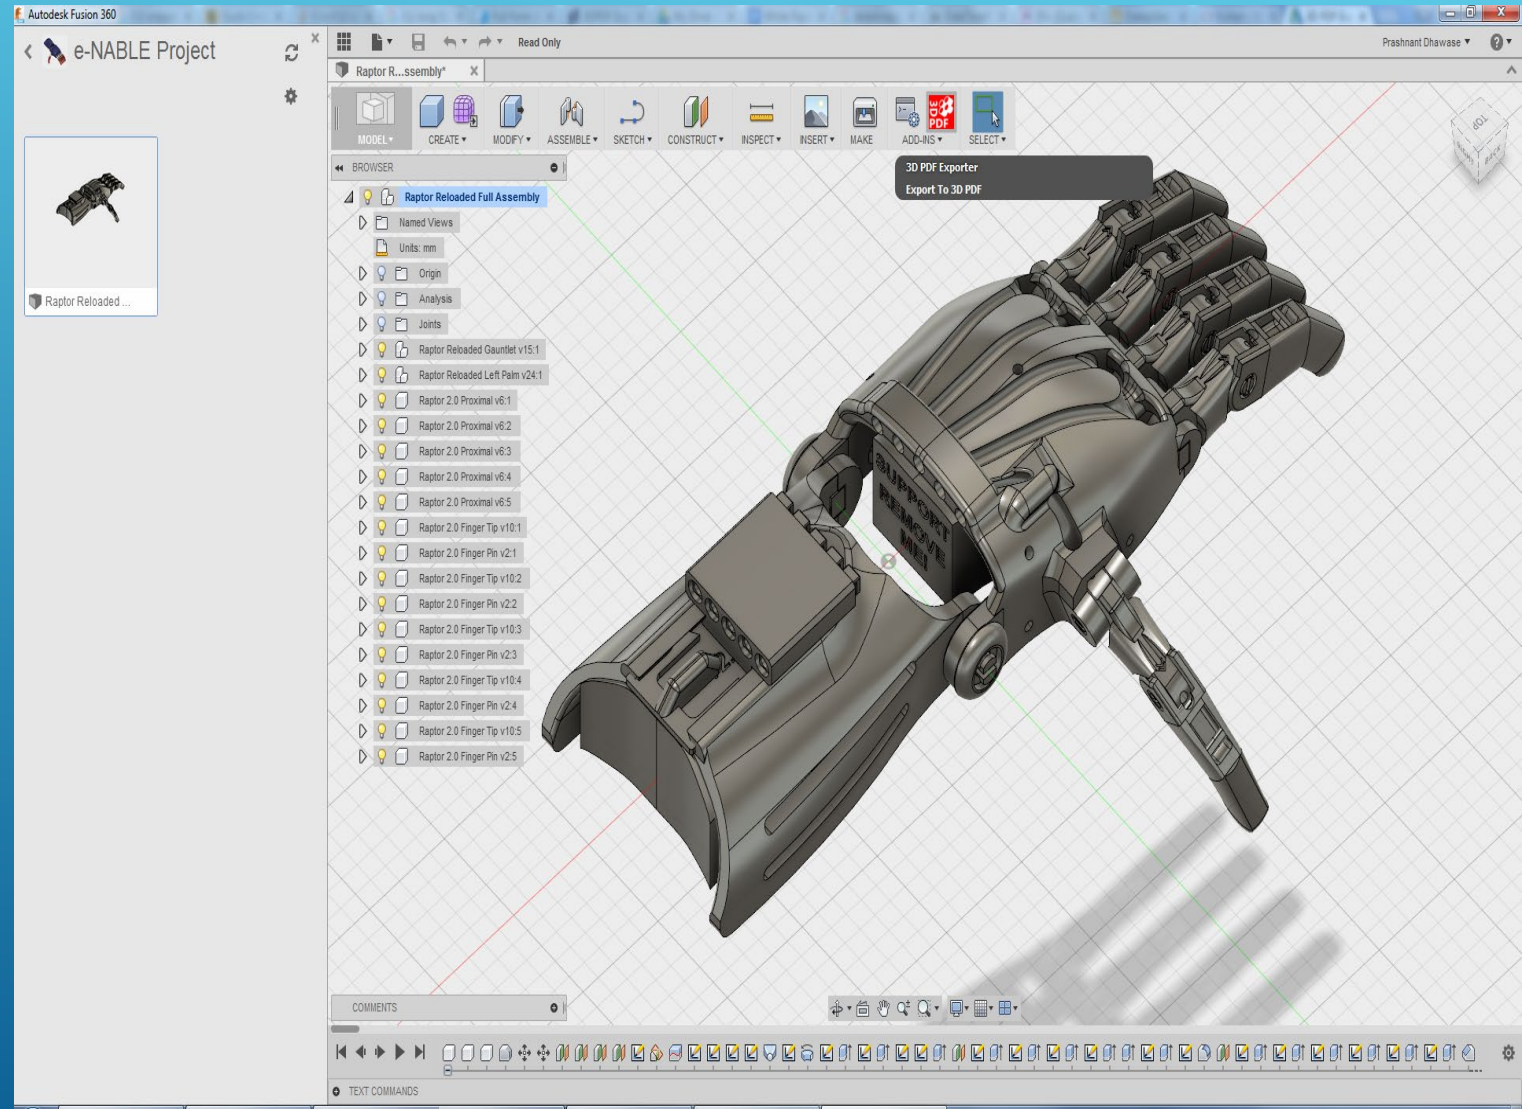 Autodesk Fusion 360
e-NABLE Project
Read Only
Prashnant Dhawase
Raptor R...ssembly*
MODEL
CREATE
MODIFY
ASSEMBLE
SKETCH
CONSTRUCT
INSPECT
INSERT
MAKE
3D
PDF
ADD-INS
SELECT
TOP
RIGHT
BACK
3D PDF Exporter
Export To 3D PDF
BROWSER
Raptor Reloaded Full Assembly
Named Views
Units: mm
Origin
Analysis
Joints
Raptor Reloaded Gauntlet v15:1
Raptor Reloaded Left Palm v24:1
Raptor 2.0 Proximal v6:1
Raptor 2.0 Proximal v6:2
Raptor 2.0 Proximal v6:3
Raptor 2.0 Proximal v6:4
Raptor 2.0 Proximal v6:5
Raptor 2.0 Finger Tip v10:1
Raptor 2.0 Finger Pin v2:1
Raptor 2.0 Finger Tip v10:2
Raptor 2.0 Finger Pin v2:2
Raptor 2.0 Finger Tip v10:3
Raptor 2.0 Finger Pin v2:3
Raptor 2.0 Finger Tip v10:4
Raptor 2.0 Finger Pin v2:4
Raptor 2.0 Finger Tip v10:5
Raptor 2.0 Finger Pin v2:5
Raptor Reloaded ...
SUPPORT
REMOVE
ME!
COMMENTS
TEXT COMMANDS